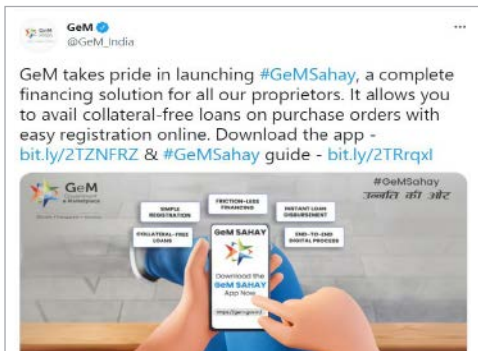 GeM
@GeM_India
GeM takes pride in launching #GeMSahay, a complete
financing solution for all our proprietors. It allows you
to avail collateral-free loans on purchase orders with
easy registration online. Download the app -
bit.ly/2TZNFRZ & #GeMSahay guide - bit.ly/2TRrqxI
GeM
#GeMSahay
उन्नति की ओर
SIMPLE
REGISTRATION
FRICTION-LESS
FINANCING
INSTANT LOAN
DISBURSEMENT
COLLATERAL-FREE
LOANS
GeM SAHAY
END-TO-END
DIGITAL PROCESS
Download the
GeM SAHAY
App Now